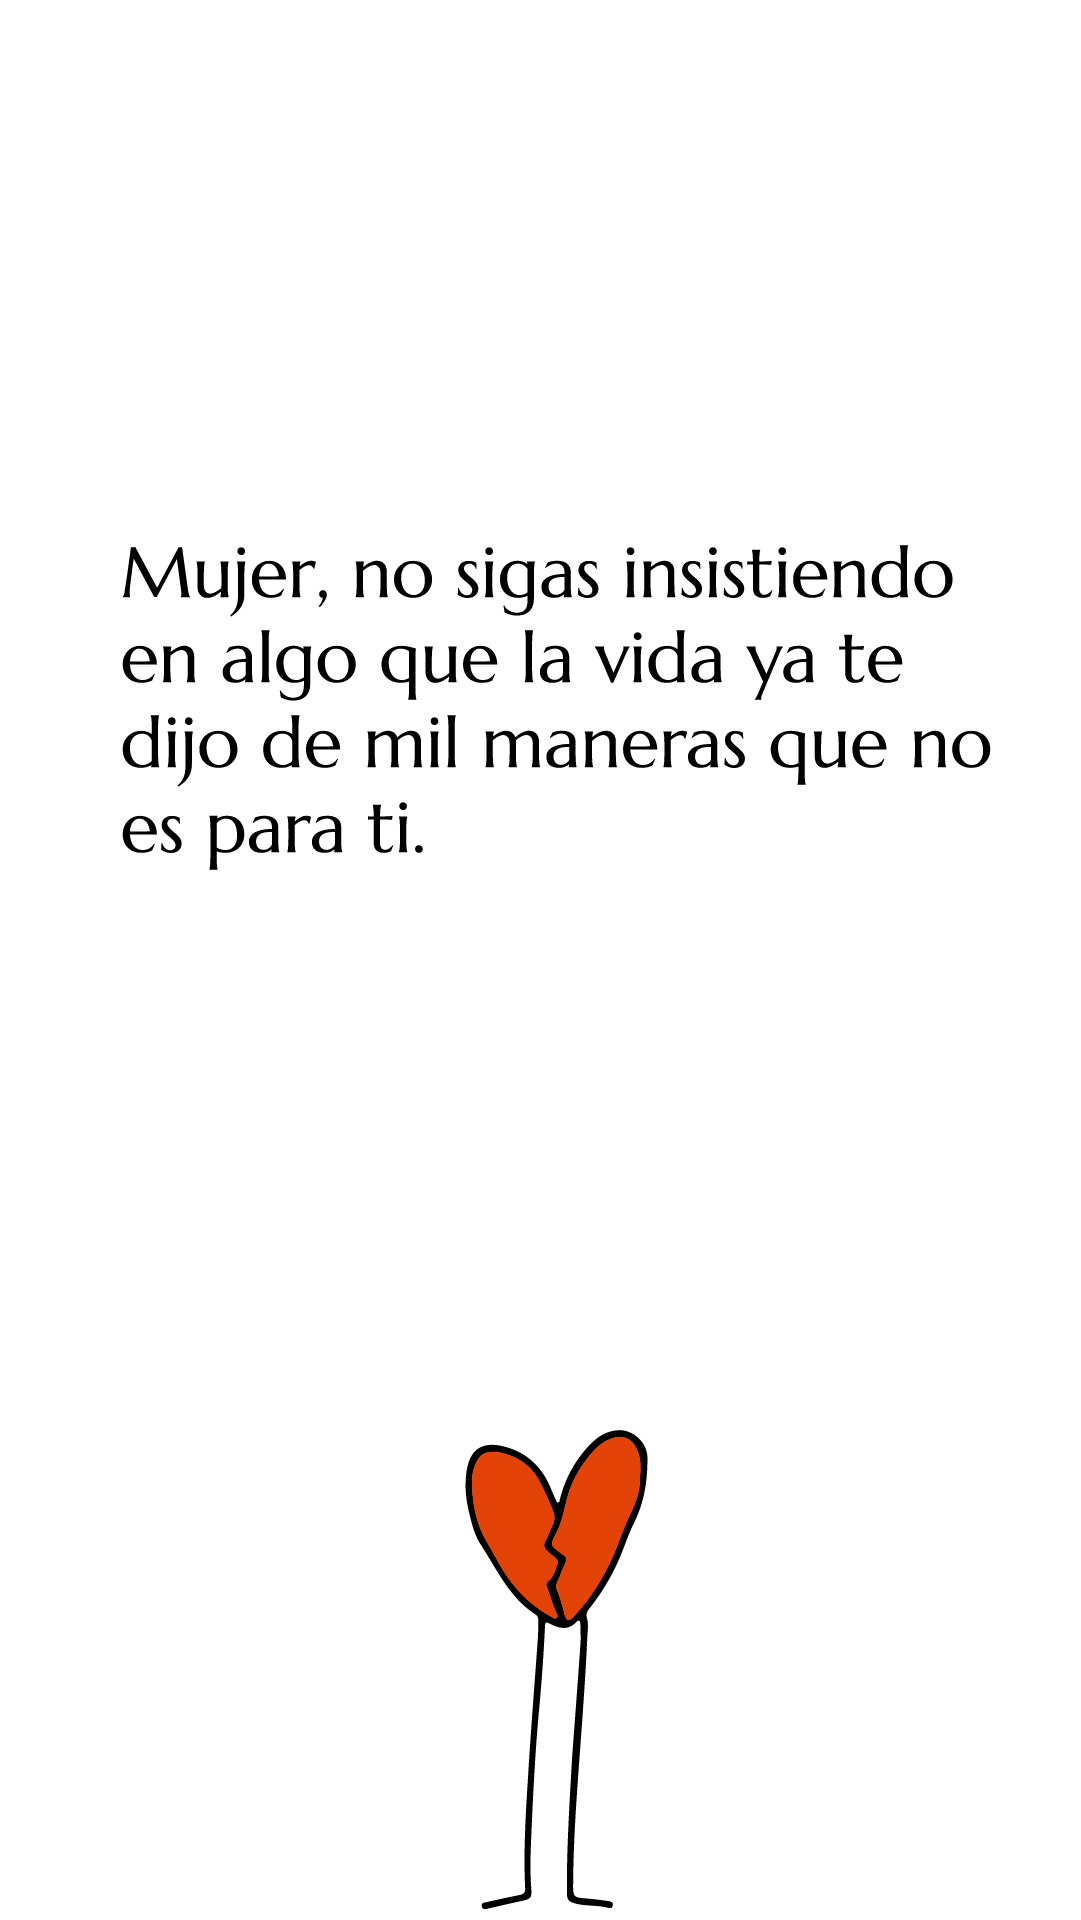 Mujer, no sigas insistiendo
en algo que la vida ya te
dijo de mil maneras que no
es para ti.